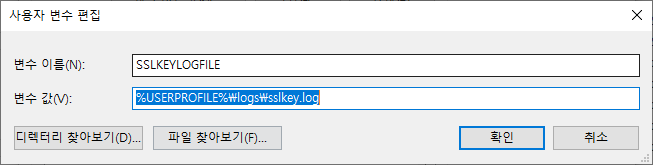 사용자 변수 편집
변수 이름(N):
SSLKEYLOGFILE
변수 값(V):
%USERPROFILE%₩logs₩sslkey.log
디렉터리 찾아보기(D)...
파일 찾아보기(F)...
확인
취소